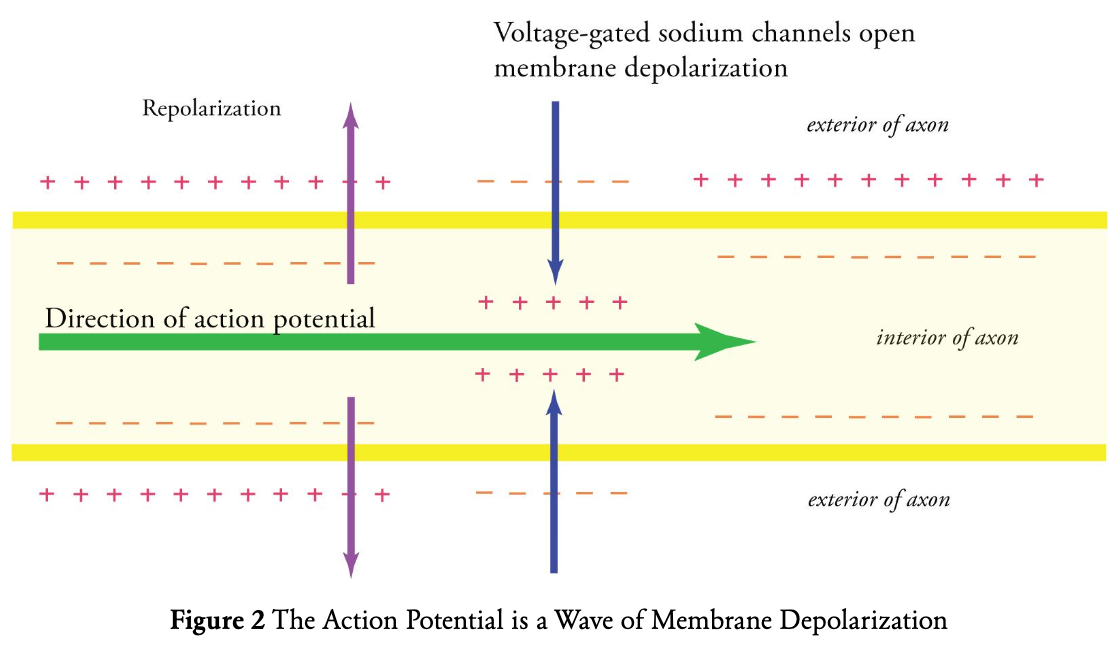 Voltage-gated sodium channels open
membrane depolarization
Repolarization
exterior of axon
Direction of action potential
interior of axon
exterior of axon
Figure 2 The Action Potential is a Wave of Membrane Depolarization